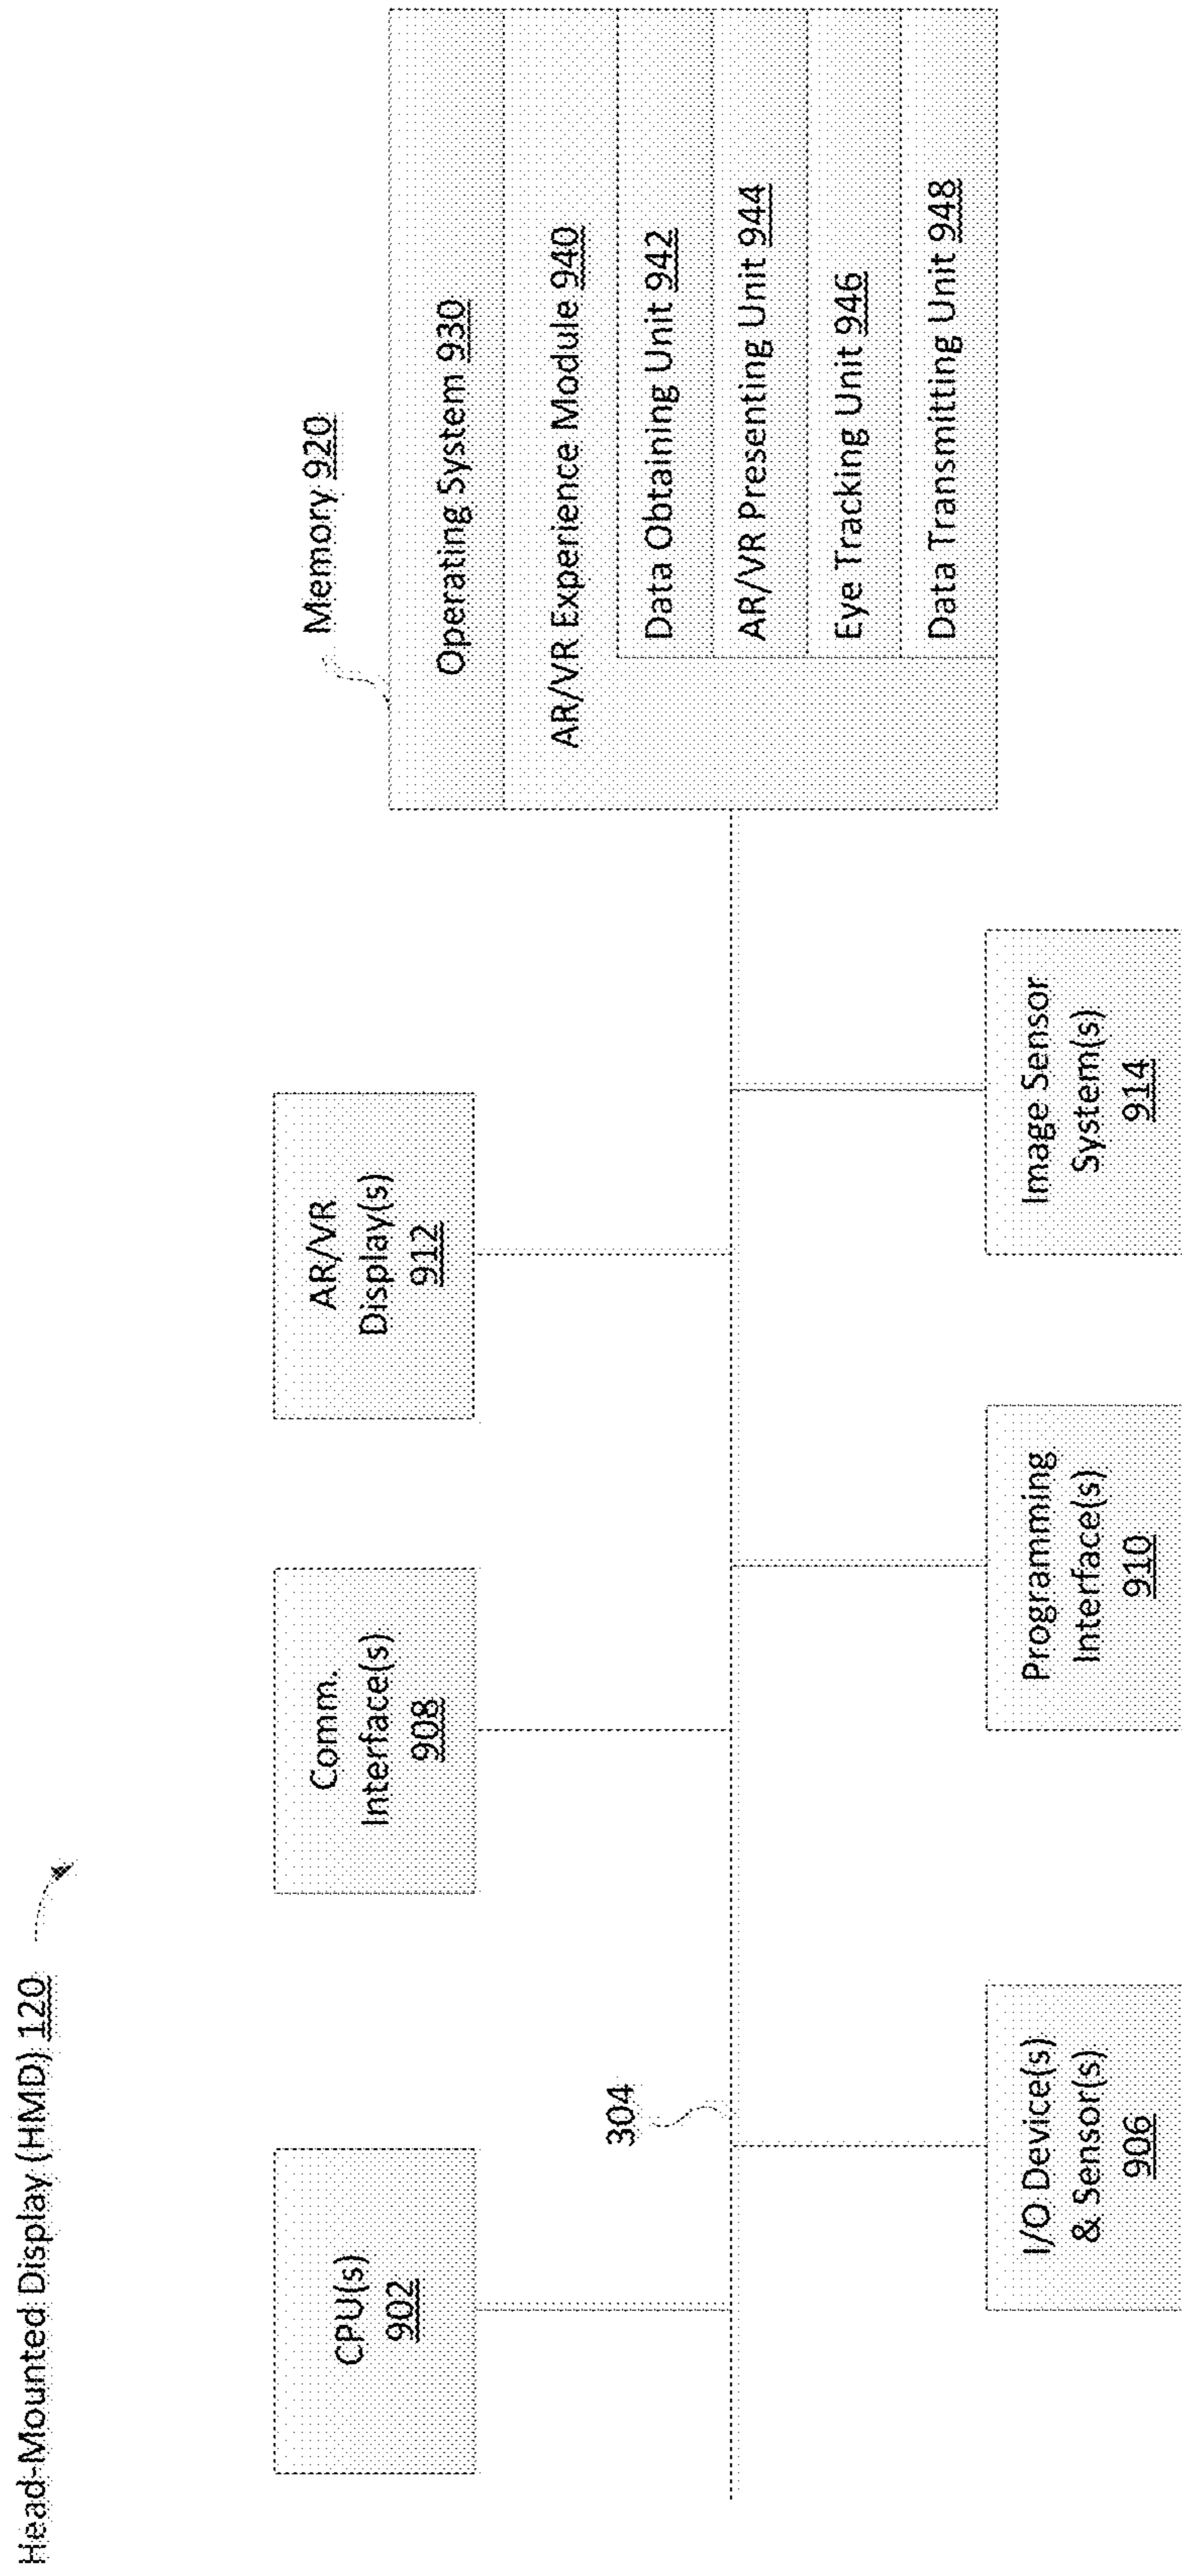 Head-Mounted Display (HMD) 120
CPU(s)
902
Comm.
Interface(s)
908
AR/VR
Display(s)
912
Memory 920
Operating System 930
AR/VR Experience Module 940
Data Obtaining Unit 942
AR/VR Presenting Unit 944
Eye Tracking Unit 946
Data Transmitting Unit 948
304
I/O Device(s)
& Sensor(s)
906
Programming
Interface(s)
910
Image Sensor
System(s)
914